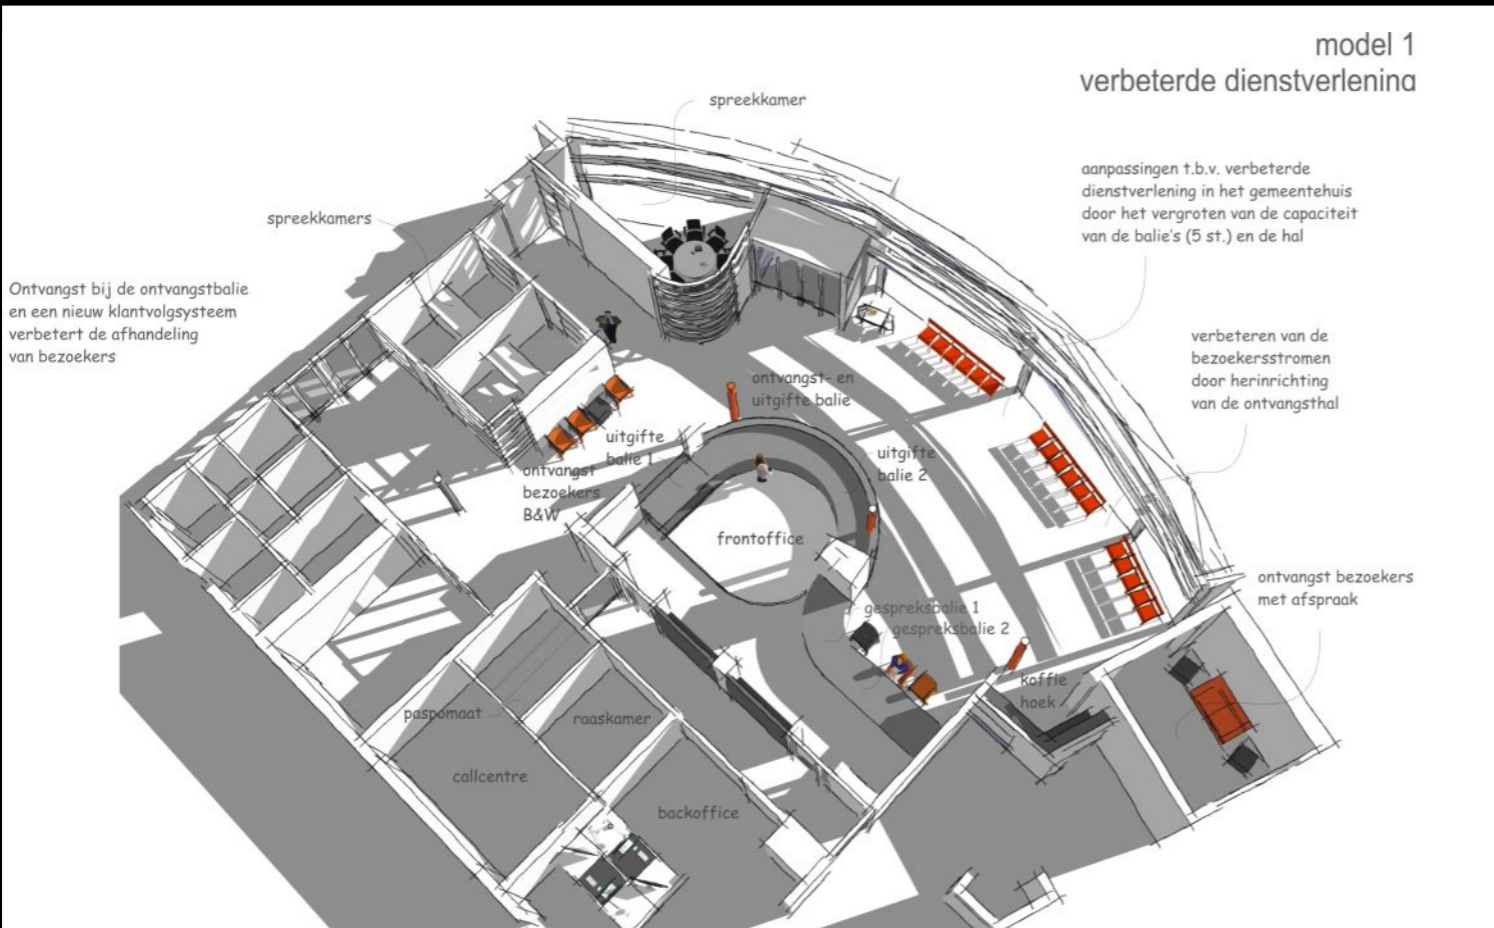 model 1
verbeterde dienstverlening
spreekkamer
aanpassingen t.b.v. verbeterde
dienstverlening in het gemeentehuis
door het vergroten van de capaciteit
van de balie's (5 st.) en de hal
spreekkamers
Ontvangst bij de ontvangstbalie
en een nieuw klantvolgsysteem
verbetert de afhandeling
van bezoekers
verbeteren van de
bezoekersstromen
door herinrichting
van de ontvangsthal
ontvangst- en
uitgifte balie
uitgifte
balie 1
uitgifte
balie 2
ontvangst
bezoekers
B&W
frontoffice
ontvangst bezoekers
met afspraak
gespreksbalie 1
gespreksbalie 2
koffie
hoek
paspomaat
raaskamer
callcentre
backoffice